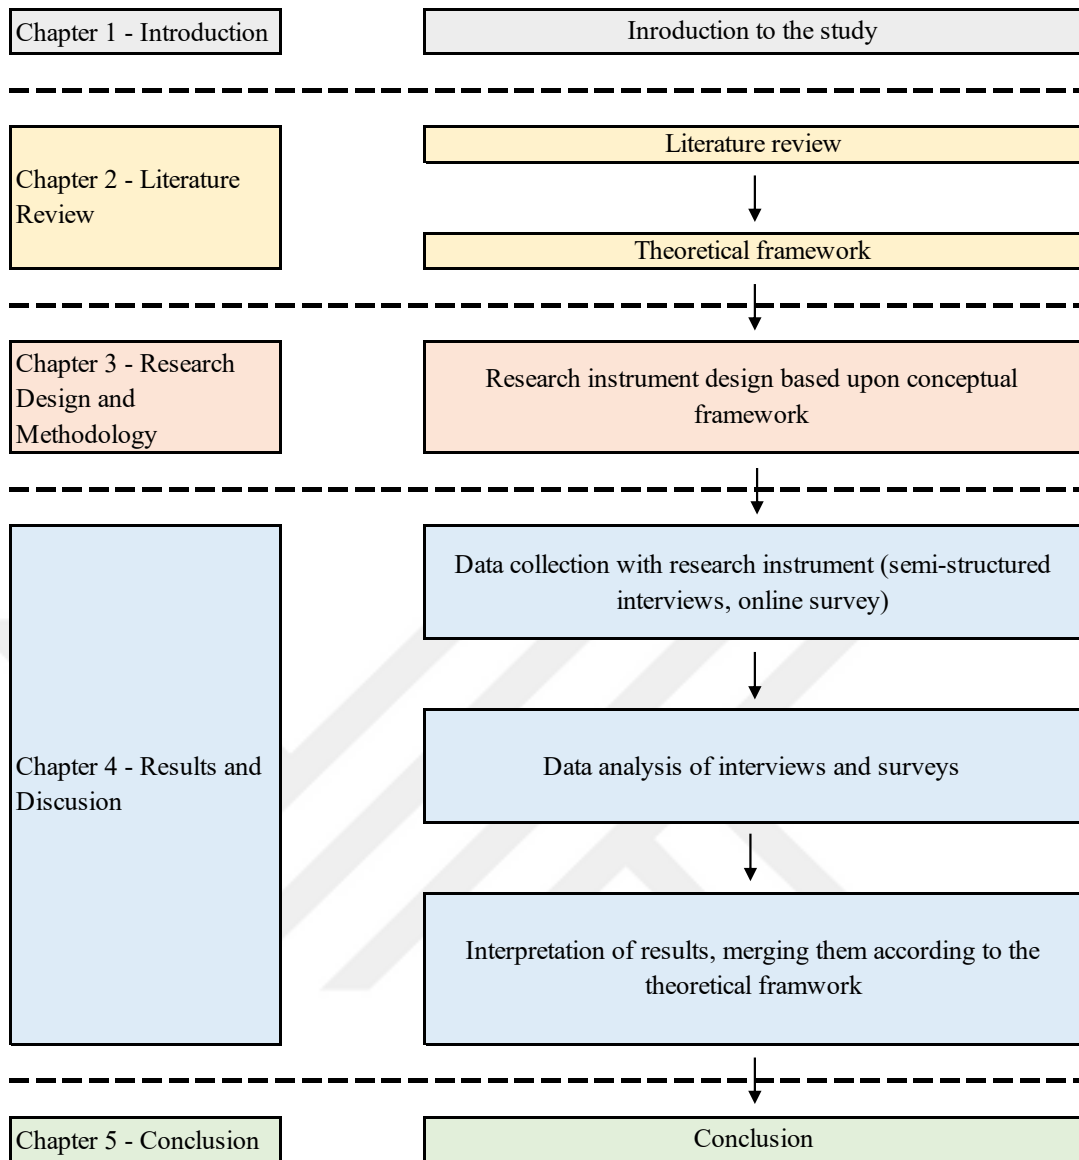 Chapter 1 - Introduction
Inroduction to the study
Chapter 2 - Literature
Review
Literature review
Theoretical framework
Chapter 3 - Research
Design and
Methodology
Research instrument design based upon conceptual
framework
Chapter 4 - Results and
Discusion
Data collection with research instrument (semi-structured
interviews, online survey)
Data analysis of interviews and surveys
Interpretation of results, merging them according to the
theoretical framwork
Chapter 5 - Conclusion
Conclusion